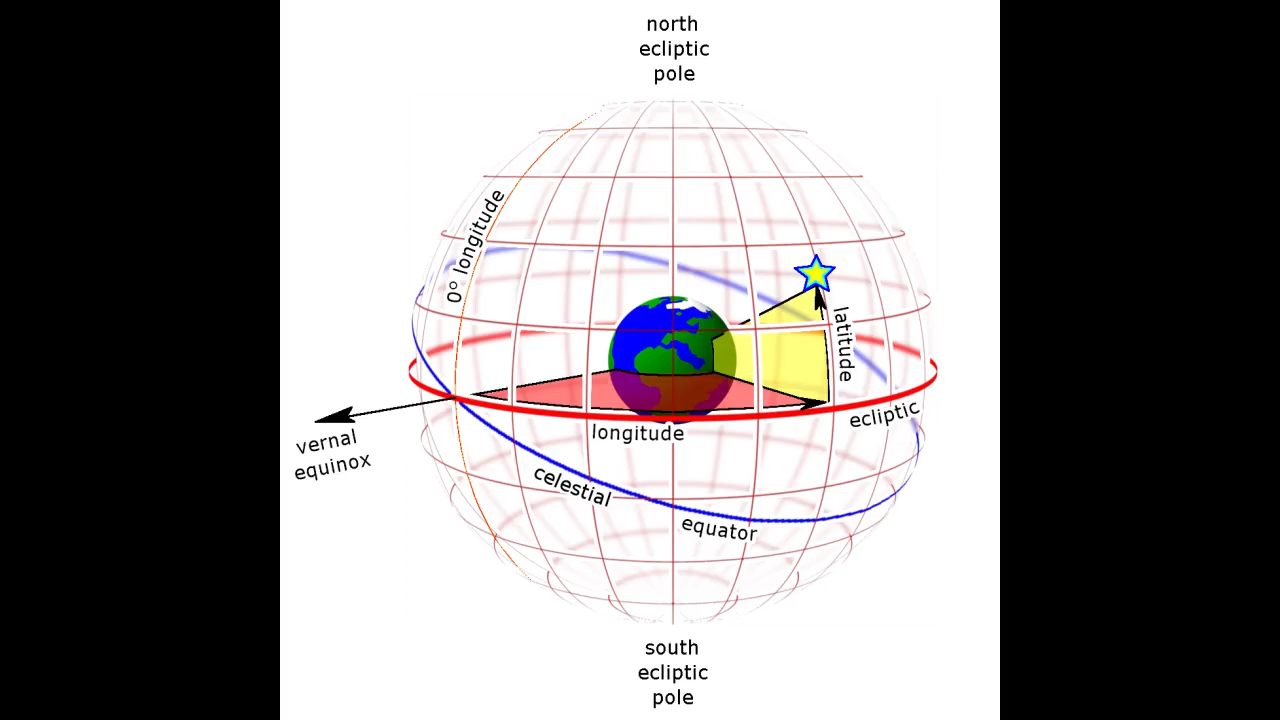 north
ecliptic
pole
0° longitude
latitude
ecliptic
longitude
vernal
equinox
celestial
equator
south
ecliptic
pole